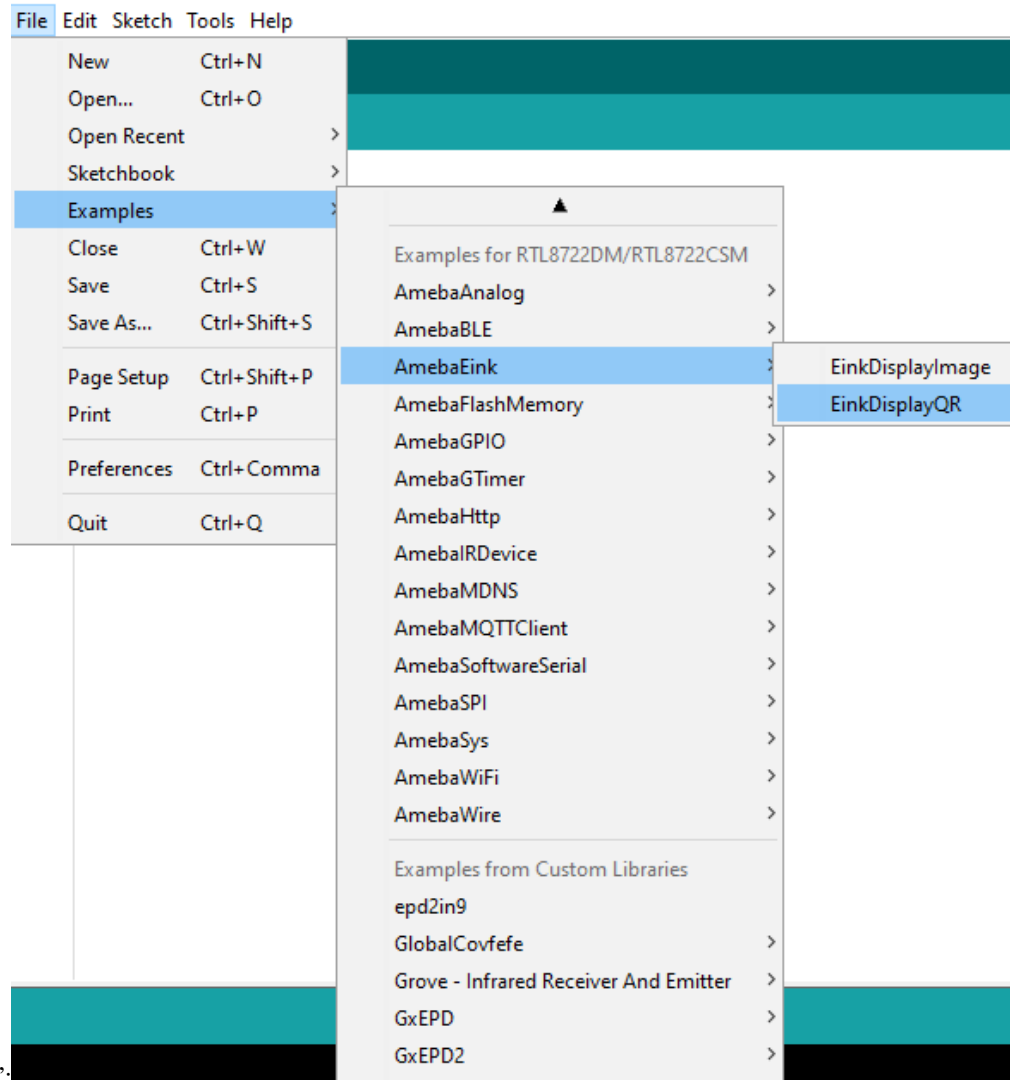 File Edit Sketch Tools Help
New Ctrl+N
Open... Ctrl+O
Open Recent
Sketchbook
Examples
Close Ctrl+W
Save Ctrl+S
Save As... Ctrl+Shift+S
Page Setup Ctrl+Shift+P
Print Ctrl+P
Preferences Ctrl+Comma
Quit Ctrl+Q
Examples for RTL8722DM/RTL8722CSM
AmebaAnalog
AmebaBLE
AmebaEink
AmebaFlashMemory
AmebaGPIO
AmebaGTimer
AmebaHttp
AmebaIRDevice
AmebaMDNS
AmebaMQTTClient
AmebaSoftwareSerial
AmebaSPI
AmebaSys
AmebaWiFi
AmebaWire
Examples from Custom Libraries
epd2in9
GlobalCovfefe
Grove - Infrared Receiver And Emitter
GxEPD
GxEPD2
EinkDisplayImage
EinkDisplayQR
”.